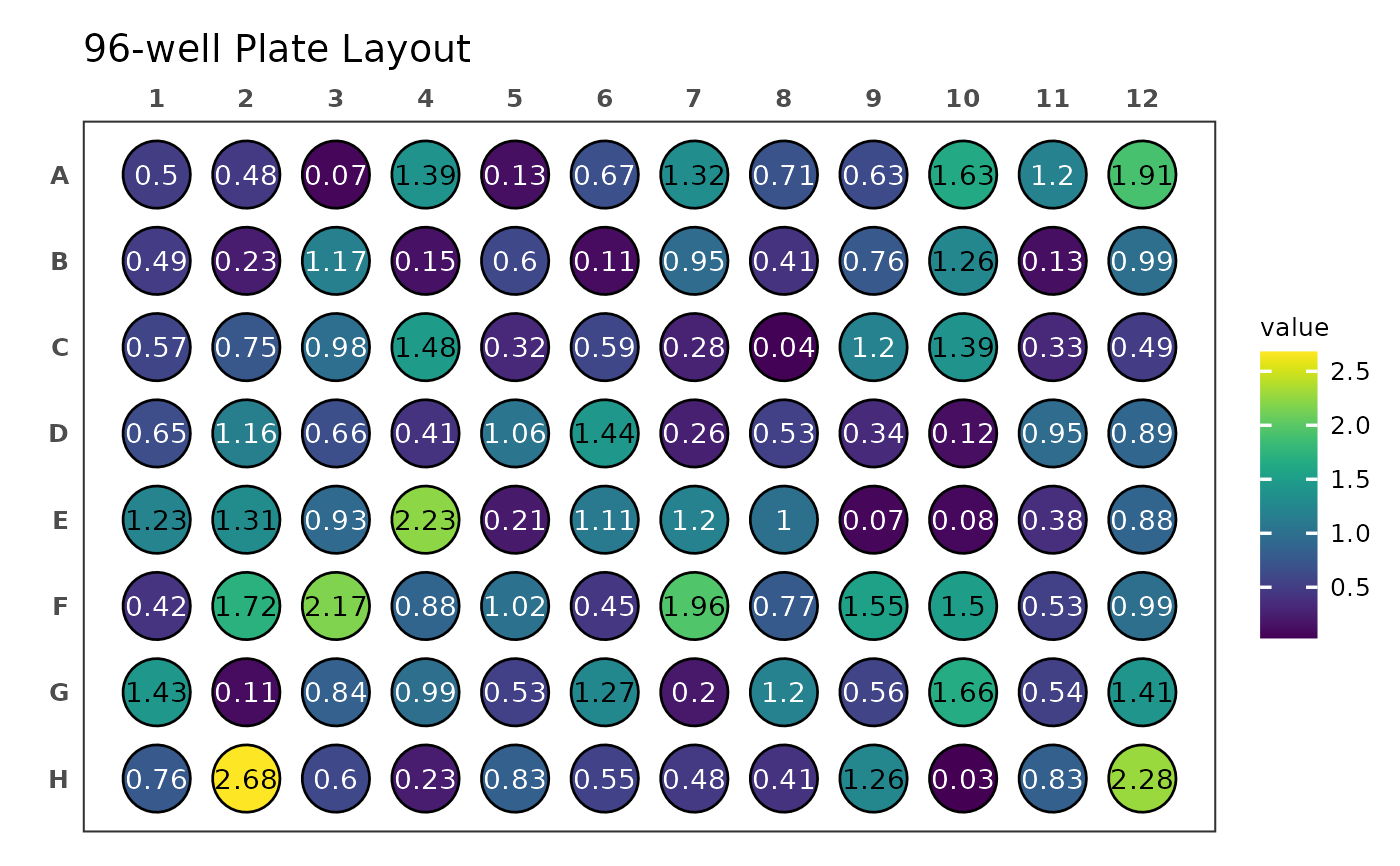 96-well Plate Layout
1 2 3 4 5 6 7 8 9 10 11 12
A 0.5 0.48 0.07 1.39 0.13 0.67 1.32 0.71 0.63 1.63 1.2 1.91
B 0.49 0.23 1.17 0.15 0.6 0.11 0.95 0.41 0.76 1.26 0.13 0.99
C 0.57 0.75 0.98 1.48 0.32 0.59 0.28 0.04 1.2 1.39 0.33 0.49
D 0.65 1.16 0.66 0.41 1.06 1.44 0.26 0.53 0.34 0.12 0.95 0.89
E 1.23 1.31 0.93 2.23 0.21 1.11 1.2 1 0.07 0.08 0.38 0.88
F 0.42 1.72 2.17 0.88 1.02 0.45 1.96 0.77 1.55 1.5 0.53 0.99
G 1.43 0.11 0.84 0.99 0.53 1.27 0.2 1.2 0.56 1.66 0.54 1.41
H 0.76 2.68 0.6 0.23 0.83 0.55 0.48 0.41 1.26 0.03 0.83 2.28
value
2.5
2.0
1.5
1.0
0.5